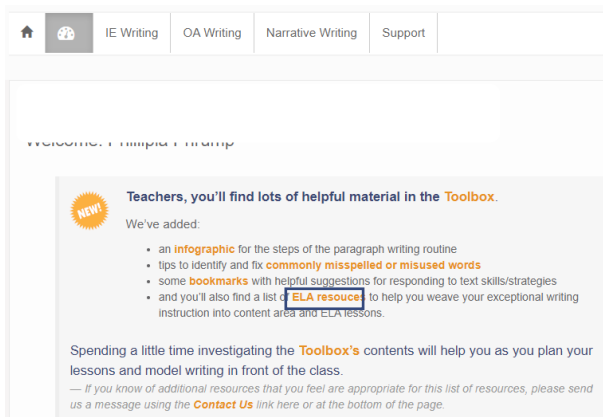 IE Writing OA Writing Narrative Writing Support
NEW!
Teachers, you'll find lots of helpful material in the Toolbox.
We've added:
• an infographic for the steps of the paragraph writing routine
• tips to identify and fix commonly misspelled or misused words
• some bookmarks with helpful suggestions for responding to text skills/strategies
• and you'll also find a list of ELA resouces to help you weave your exceptional writing
instruction into content area and ELA lessons.
Spending a little time investigating the Toolbox's contents will help you as you plan your
lessons and model writing in front of the class.
— If you know of additional resources that you feel are appropriate for this list of resources, please send
us a message using the Contact Us link here or at the bottom of the page.